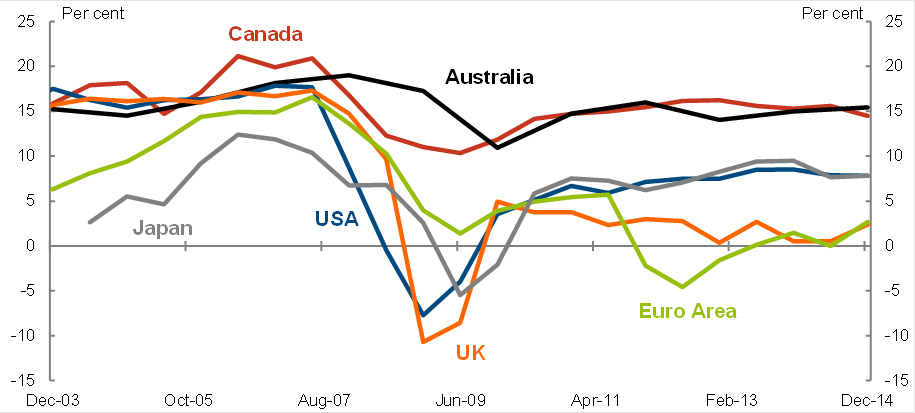 Per cent
Per cent
25
25
20
20
15
15
10
10
5
5
0
0
-5
-5
-10
-10
-15
-15
Canada
Australia
Japan
USA
Euro Area
UK
Dec-03
Oct-05
Aug-07
Jun-09
Apr-11
Feb-13
Dec-14